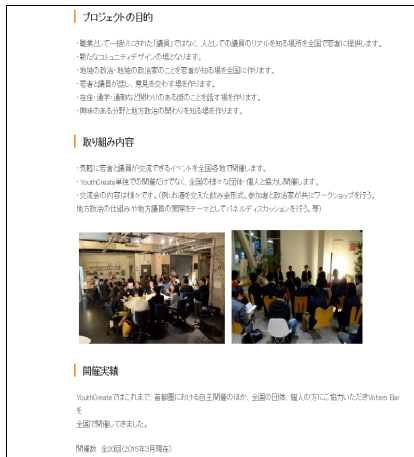 プロジェクトの目的
・職業として一括りにされた「議員」ではなく、人としての議員のリアルを知る場所を全国で若者に提供します。
・新たなコミュニティデザインの場となります。
・地域の政治・地域の政治家のことを若者が知る場を全国に作ります。
・若者と議員が話し、意見を交わす場を作ります。
・在住・通学・通勤など関わりのある街のことを話す場を作ります。
・興味のある分野と地方政治の関わりを知る場を作ります。
取り組み内容
・気軽に若者と議員が交流できるイベントを全国各地で開催します。
・YouthCreate単独での開催だけでなく、全国の様々な団体・個人と協力し開催します。
・交流会の内容は様々です。(例:お酒を交えた飲み会形式。参加者と政治家が共にワークショップを行う。
地方政治の仕組みや地方議員の実際をテーマとしてパネルディスカッションを行う。等)
開催実績
YouthCreateではこれまで、首都圏における自主開催のほか、全国の団体、個人の方にご協力いただきVoters Bar
を
全国で開催してきました。
開催数 全20回(2015年3月現在)